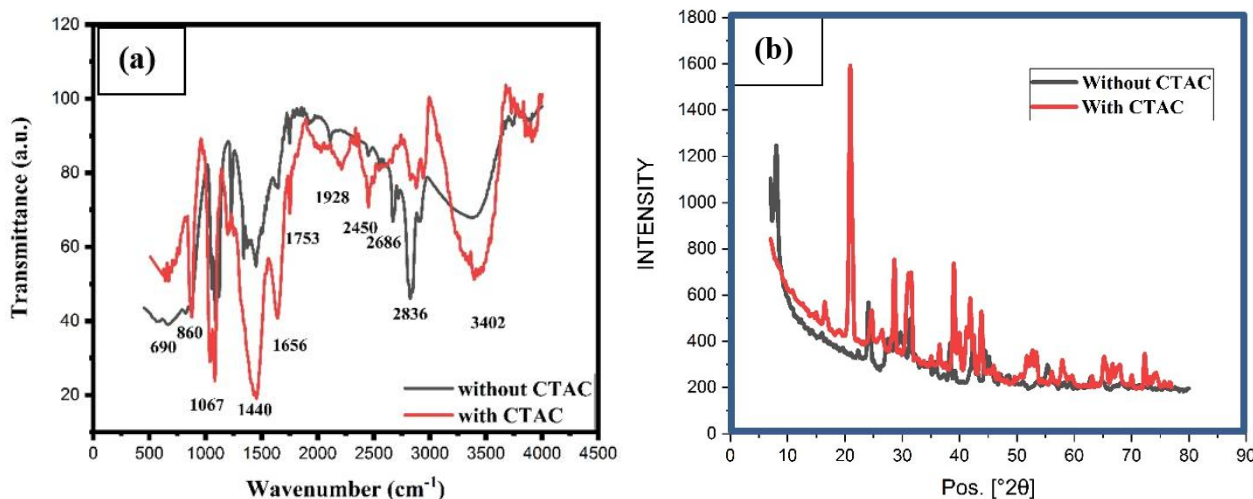 (a)
Transmittance (a.u.)
120
100
80
60
40
20
690
860
1067
1440
1656
1753
1928
2450
2686
2836
3402
without CTAC
with CTAC
0 500 1000 1500 2000 2500 3000 3500 4000 4500
Wavenumber (cm⁻¹)
(b)
INTENSITY
1800
1600
1400
1200
1000
800
600
400
200
0
Without CTAC
With CTAC
0 10 20 30 40 50 60 70 80 90
Pos. [°2θ]